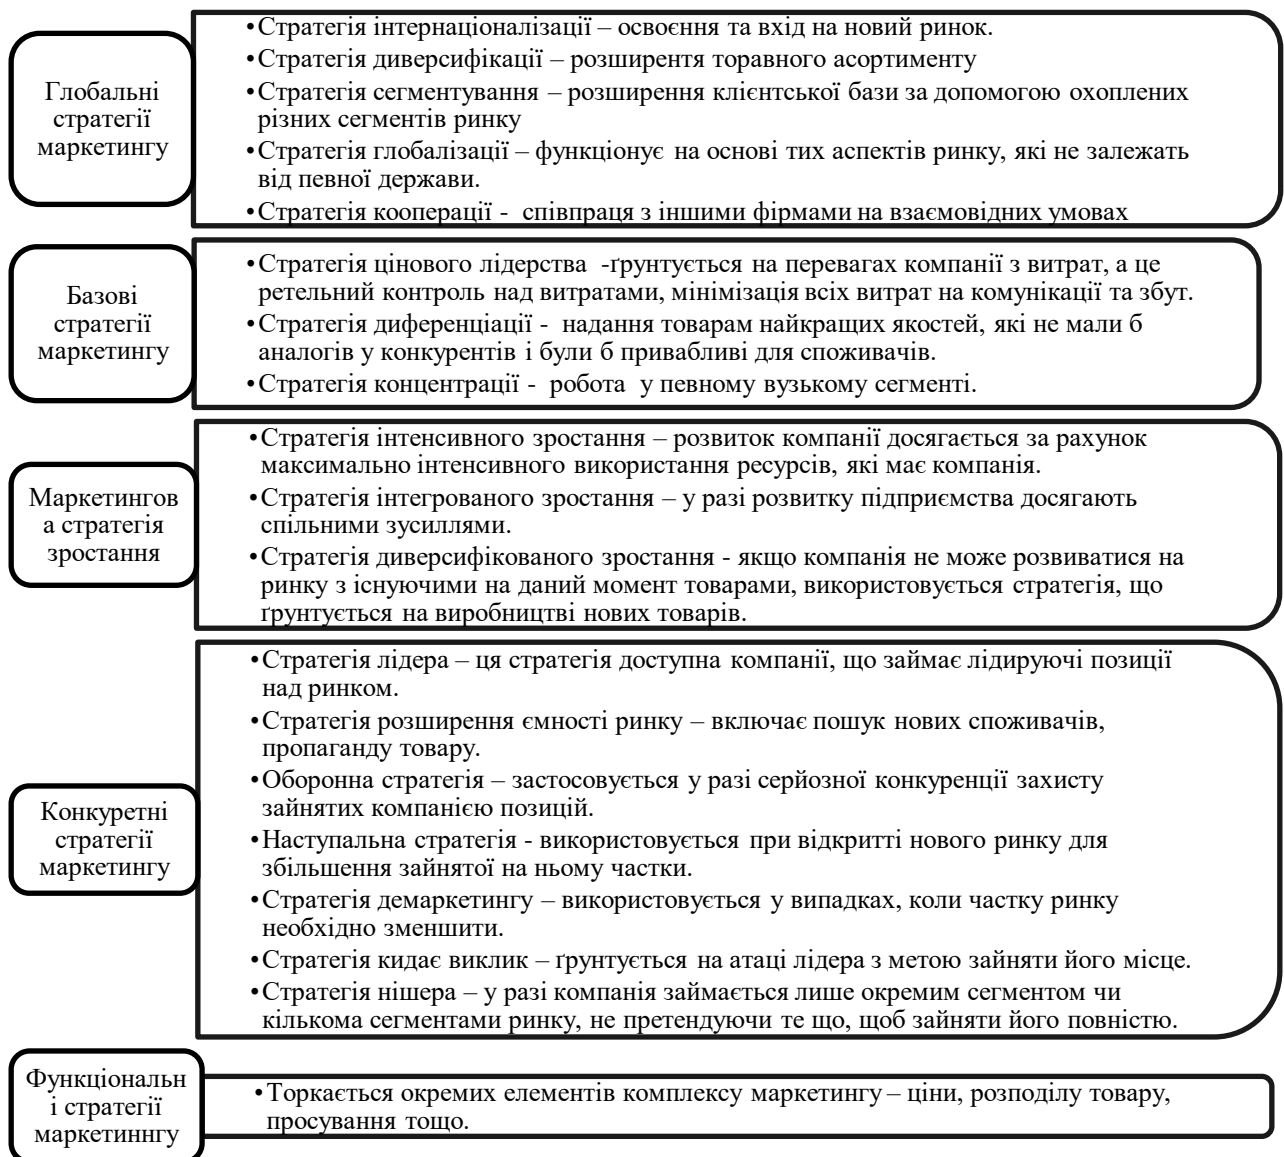 Глобальні
стратегії
маркетингу
•Стратегія інтернаціоналізації – освоєння та вхід на новий ринок.
•Стратегія диверсифікації – розширентя торавного асортименту
•Стратегія сегментування – розширення клієнтської бази за допомогою охоплених
різних сегментів ринку
•Стратегія глобалізації – функціонує на основі тих аспектів ринку, які не залежать
від певної держави.
•Стратегія кооперації - співпраця з іншими фірмами на взаємовідних умовах
Базові
стратегії
маркетингу
•Стратегія цінового лідерства -ґрунтується на перевагах компанії з витрат, а це
ретельний контроль над витратами, мінімізація всіх витрат на комунікації та збут.
•Стратегія диференціації - надання товарам найкращих якостей, які не мали б
аналогів у конкурентів і були б привабливі для споживачів.
•Стратегія концентрації - робота у певному вузькому сегменті.
Маркетингов
а стратегія
зростання
•Стратегія інтенсивного зростання – розвиток компанії досягається за рахунок
максимально інтенсивного використання ресурсів, які має компанія.
•Стратегія інтегрованого зростання – у разі розвитку підприємства досягають
спільними зусиллями.
•Стратегія диверсифікованого зростання - якщо компанія не може розвиватися на
ринку з існуючими на даний момент товарами, використовується стратегія, що
ґрунтується на виробництві нових товарів.
Конкуретні
стратегії
маркетингу
•Стратегія лідера – ця стратегія доступна компанії, що займає лідируючі позиції
над ринком.
•Стратегія розширення ємності ринку – включає пошук нових споживачів,
пропаганду товару.
•Оборонна стратегія – застосовується у разі серйозної конкуренції захисту
зайнятих компанією позицій.
•Наступальна стратегія - використовується при відкритті нового ринку для
збільшення зайнятої на ньому частки.
•Стратегія демаркетингу – використовується у випадках, коли частку ринку
необхідно зменшити.
•Стратегія кидає виклик – ґрунтується на атаці лідера з метою зайняти його місце.
•Стратегія нішера – у разі компанія займається лише окремим сегментом чи
кількома сегментами ринку, не претендуючи те що, щоб зайняти його повністю.
Функціональн
і стратегії
маркетиннгу
•Торкається окремих елементів комплексу маркетингу – ціни, розподілу товару,
просування тощо.